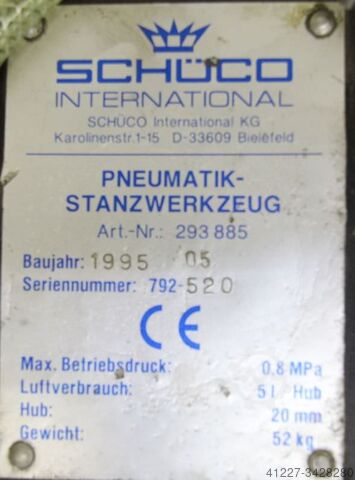 SCHÜCO
INTERNATIONAL
SCHÜCO International KG
Karolinenstr.1-15 D-33609 Bielefeld
PNEUMATIK-
STANZWERKZEUG
Art.-Nr.: 293 885
Baujahr: 1995 05
Seriennummer: 792-520
CE
Max. Betriebsdruck: 0,8 MPa
Luftverbrauch: 5 l / Hub
Hub: 20 mm
Gewicht: 52 kg
41227-3428280